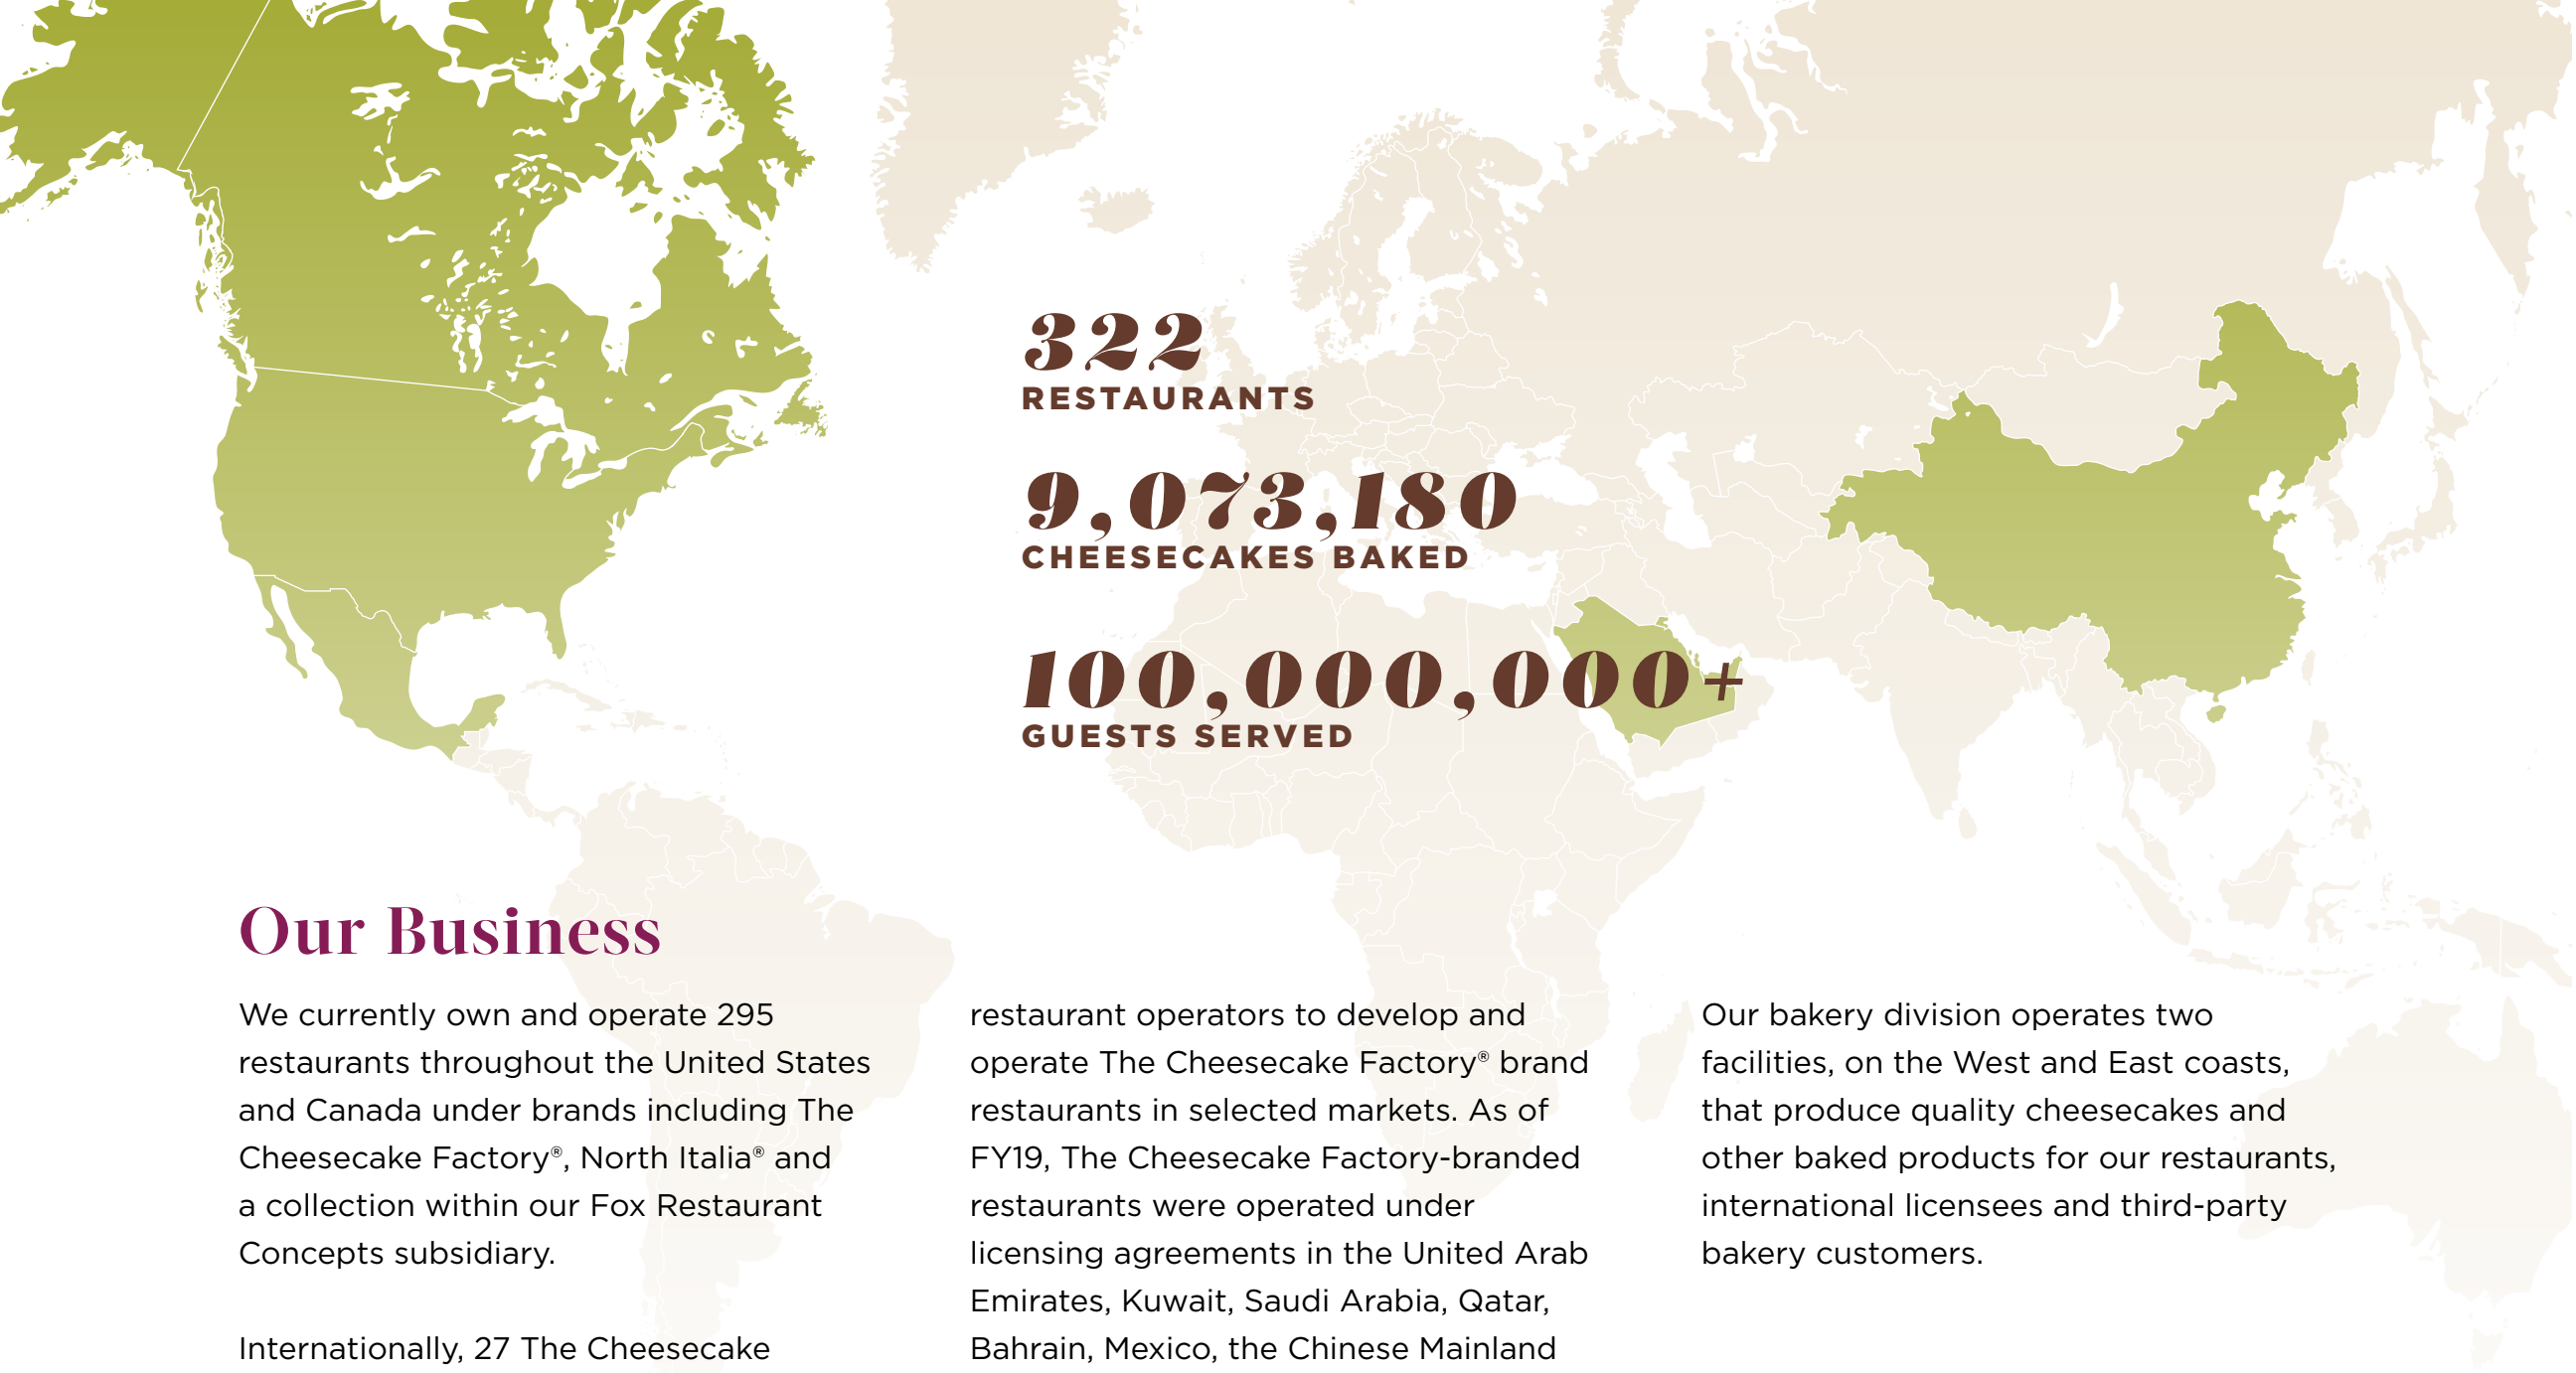 322
RESTAURANTS
9,073,180
CHEESECAKES BAKED
100,000,000+
GUESTS SERVED
Our Business
We currently own and operate 295
restaurants throughout the United States
and Canada under brands including The
Cheesecake Factory®, North Italia® and
a collection within our Fox Restaurant
Concepts subsidiary.
Internationally, 27 The Cheesecake
restaurant operators to develop and
operate The Cheesecake Factory® brand
restaurants in selected markets. As of
FY19, The Cheesecake Factory-branded
restaurants were operated under
licensing agreements in the United Arab
Emirates, Kuwait, Saudi Arabia, Qatar,
Bahrain, Mexico, the Chinese Mainland
Our bakery division operates two
facilities, on the West and East coasts,
that produce quality cheesecakes and
other baked products for our restaurants,
international licensees and third-party
bakery customers.